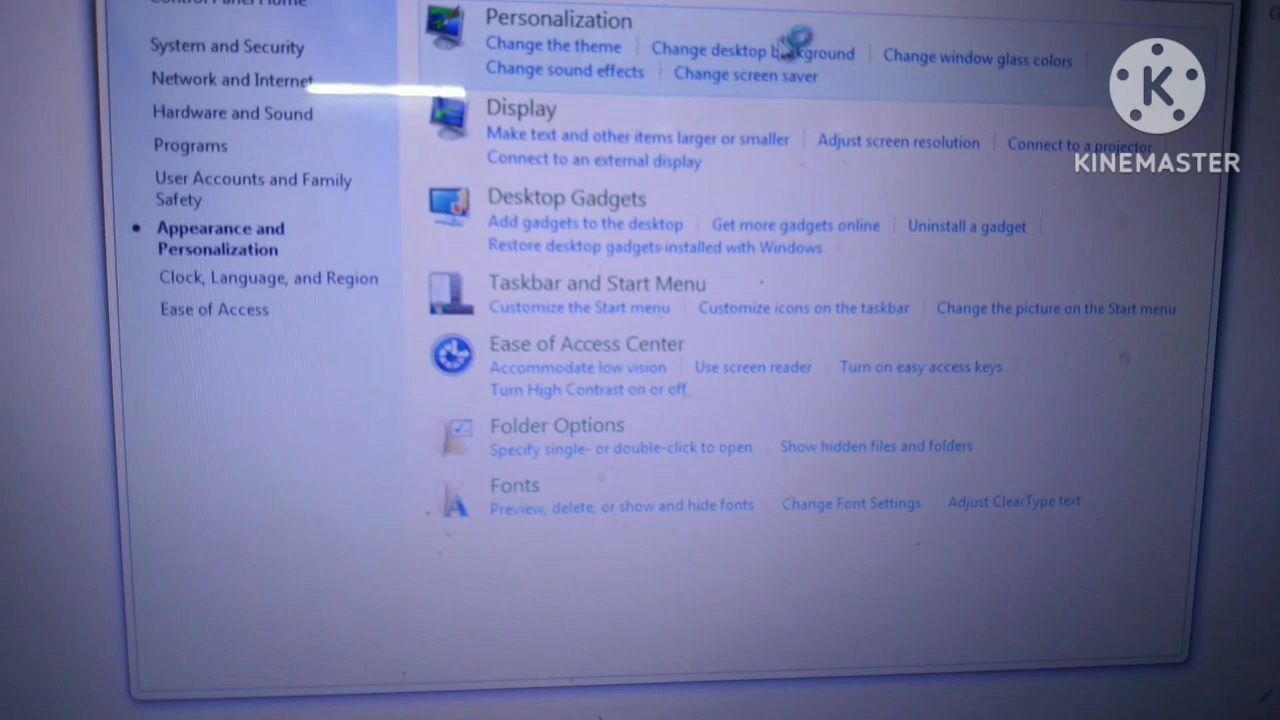 Control Panel Home
System and Security
Network and Internet
Hardware and Sound
Programs
User Accounts and Family
Safety
Appearance and
Personalization
Clock, Language, and Region
Ease of Access
Personalization
Change the theme
Change desktop background
Change window glass colors
Change sound effects
Change screen saver
Display
Make text and other items larger or smaller
Adjust screen resolution
Connect to a projector
Connect to an external display
Desktop Gadgets
Add gadgets to the desktop
Get more gadgets online
Uninstall a gadget
Restore desktop gadgets installed with Windows
Taskbar and Start Menu
Customize the Start menu
Customize icons on the taskbar
Change the picture on the Start menu
Ease of Access Center
Accommodate low vision
Use screen reader
Turn on easy access keys
Turn High Contrast on or off
Folder Options
Specify single- or double-click to open
Show hidden files and folders
Fonts
Preview, delete, or show and hide fonts
Change Font Settings
Adjust ClearType text
K
KINEMASTER